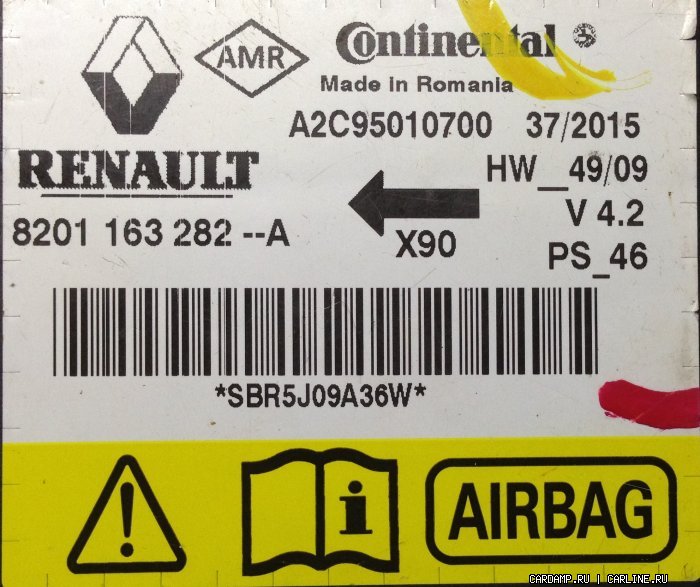 AMR
Continental
Made in Romania
A2C95010700 37/2015
RENAULT
HW__49/09
8201 163 282 --A
X90
V 4.2
PS_46
*SBR5J09A36W*
i
AIRBAG
CARDAMP.RU | CARLINE.RU